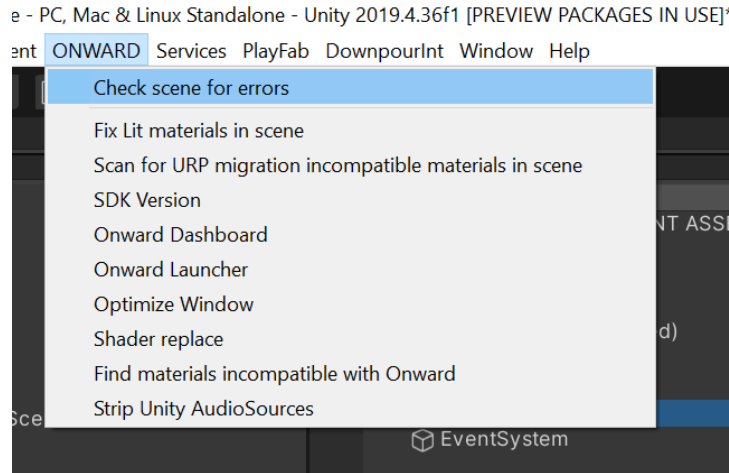 e - PC, Mac & Linux Standalone - Unity 2019.4.36f1 [PREVIEW PACKAGES IN USE]*
ent ONWARD Services PlayFab DownpourInt Window Help
Check scene for errors
Fix Lit materials in scene
Scan for URP migration incompatible materials in scene
SDK Version
NT ASSE
Onward Dashboard
Onward Launcher
Optimize Window
Shader replace
d)
Find materials incompatible with Onward
Strip Unity AudioSources
Sce
EventSystem